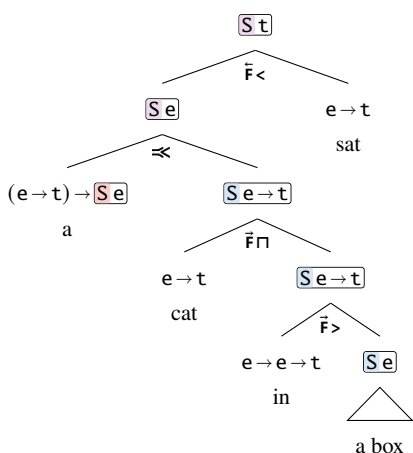 S t
F⃖ <
S e
e → t
sat
=≪
(e → t) → S e
a
S e → t
F⃗ ⊓
e → t
cat
S e → t
F⃗ >
e → e → t
in
S e
a box